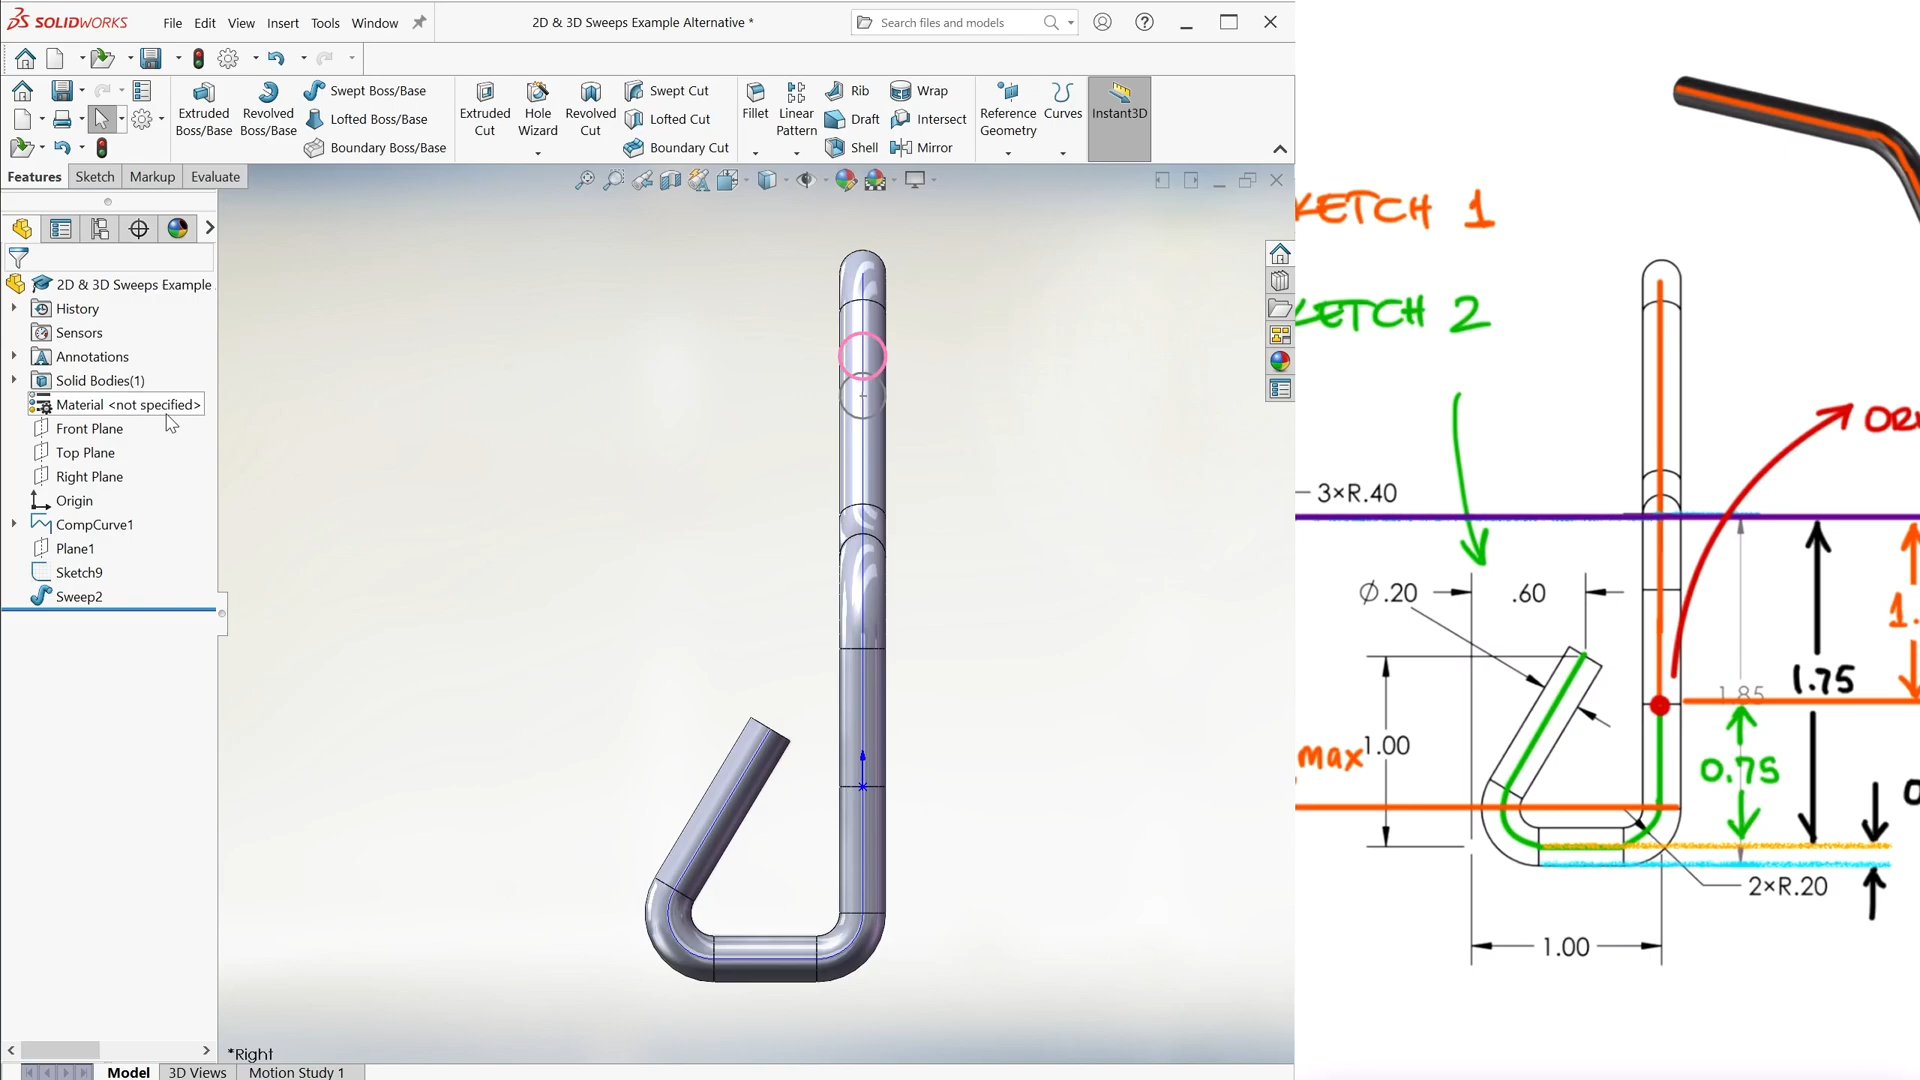 SOLIDWORKS
File Edit View Insert Tools Window
2D & 3D Sweeps Example Alternative *
Search files and models
Extruded Boss/Base
Revolved Boss/Base
Swept Boss/Base
Lofted Boss/Base
Boundary Boss/Base
Extruded Cut
Hole Wizard
Revolved Cut
Swept Cut
Lofted Cut
Boundary Cut
Fillet
Linear Pattern
Rib
Draft
Shell
Wrap
Intersect
Mirror
Reference Geometry
Curves
Instant3D
Features Sketch Markup Evaluate
2D & 3D Sweeps Example
History
Sensors
Annotations
Solid Bodies(1)
Material <not specified>
Front Plane
Top Plane
Right Plane
Origin
CompCurve1
Plane1
Sketch9
Sweep2
*Right
Model 3D Views Motion Study 1
KETCH 1
KETCH 2
3×R.40
Ø.20
.60
1.85
1.75
1.
max
1.00
0.75
2×R.20
1.00